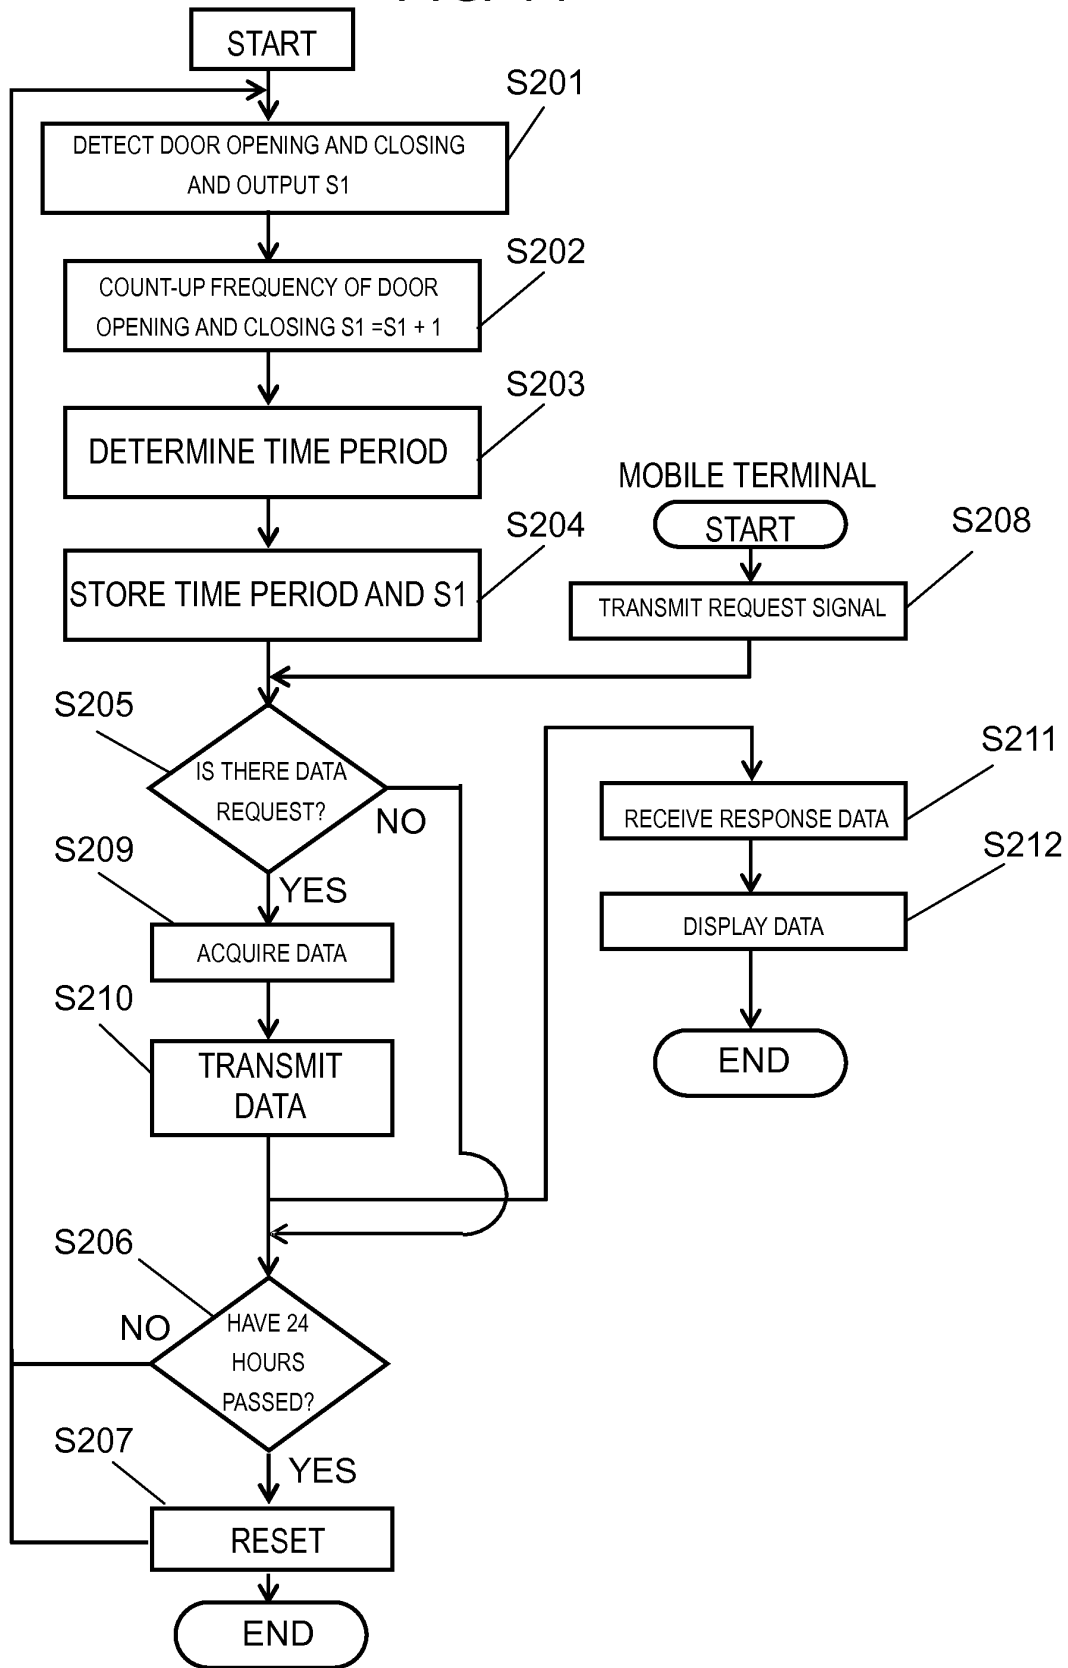 START
S201
DETECT DOOR OPENING AND CLOSING
AND OUTPUT S1
S202
COUNT-UP FREQUENCY OF DOOR
OPENING AND CLOSING S1 =S1 + 1
S203
DETERMINE TIME PERIOD
MOBILE TERMINAL
START
S204
S208
STORE TIME PERIOD AND S1
TRANSMIT REQUEST SIGNAL
S205
IS THERE DATA
REQUEST?
NO
YES
S211
RECEIVE RESPONSE DATA
S209
ACQUIRE DATA
S212
DISPLAY DATA
S210
TRANSMIT
DATA
END
S206
HAVE 24
HOURS
PASSED?
NO
YES
S207
RESET
END